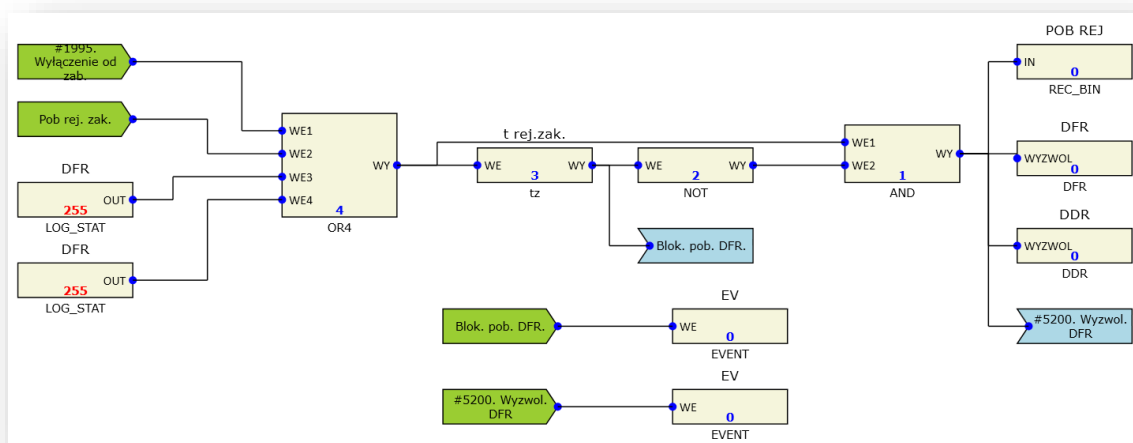 #1995.
Wyłączenie od
zab.
Pob rej. zak.
DFR
OUT
255
LOG_STAT
DFR
OUT
255
LOG_STAT
WE1
WE2
WE3
WE4
WY
4
OR4
t rej.zak.
WE
WY
3
tz
WE
WY
2
NOT
Blok. pob. DFR.
WE1
WE2
WY
1
AND
POB REJ
IN
0
REC_BIN
DFR
WYZWOL
0
DFR
DDR
WYZWOL
0
DDR
#5200. Wyzwol.
DFR
Blok. pob. DFR.
EV
WE
0
EVENT
#5200. Wyzwol.
DFR
EV
WE
0
EVENT